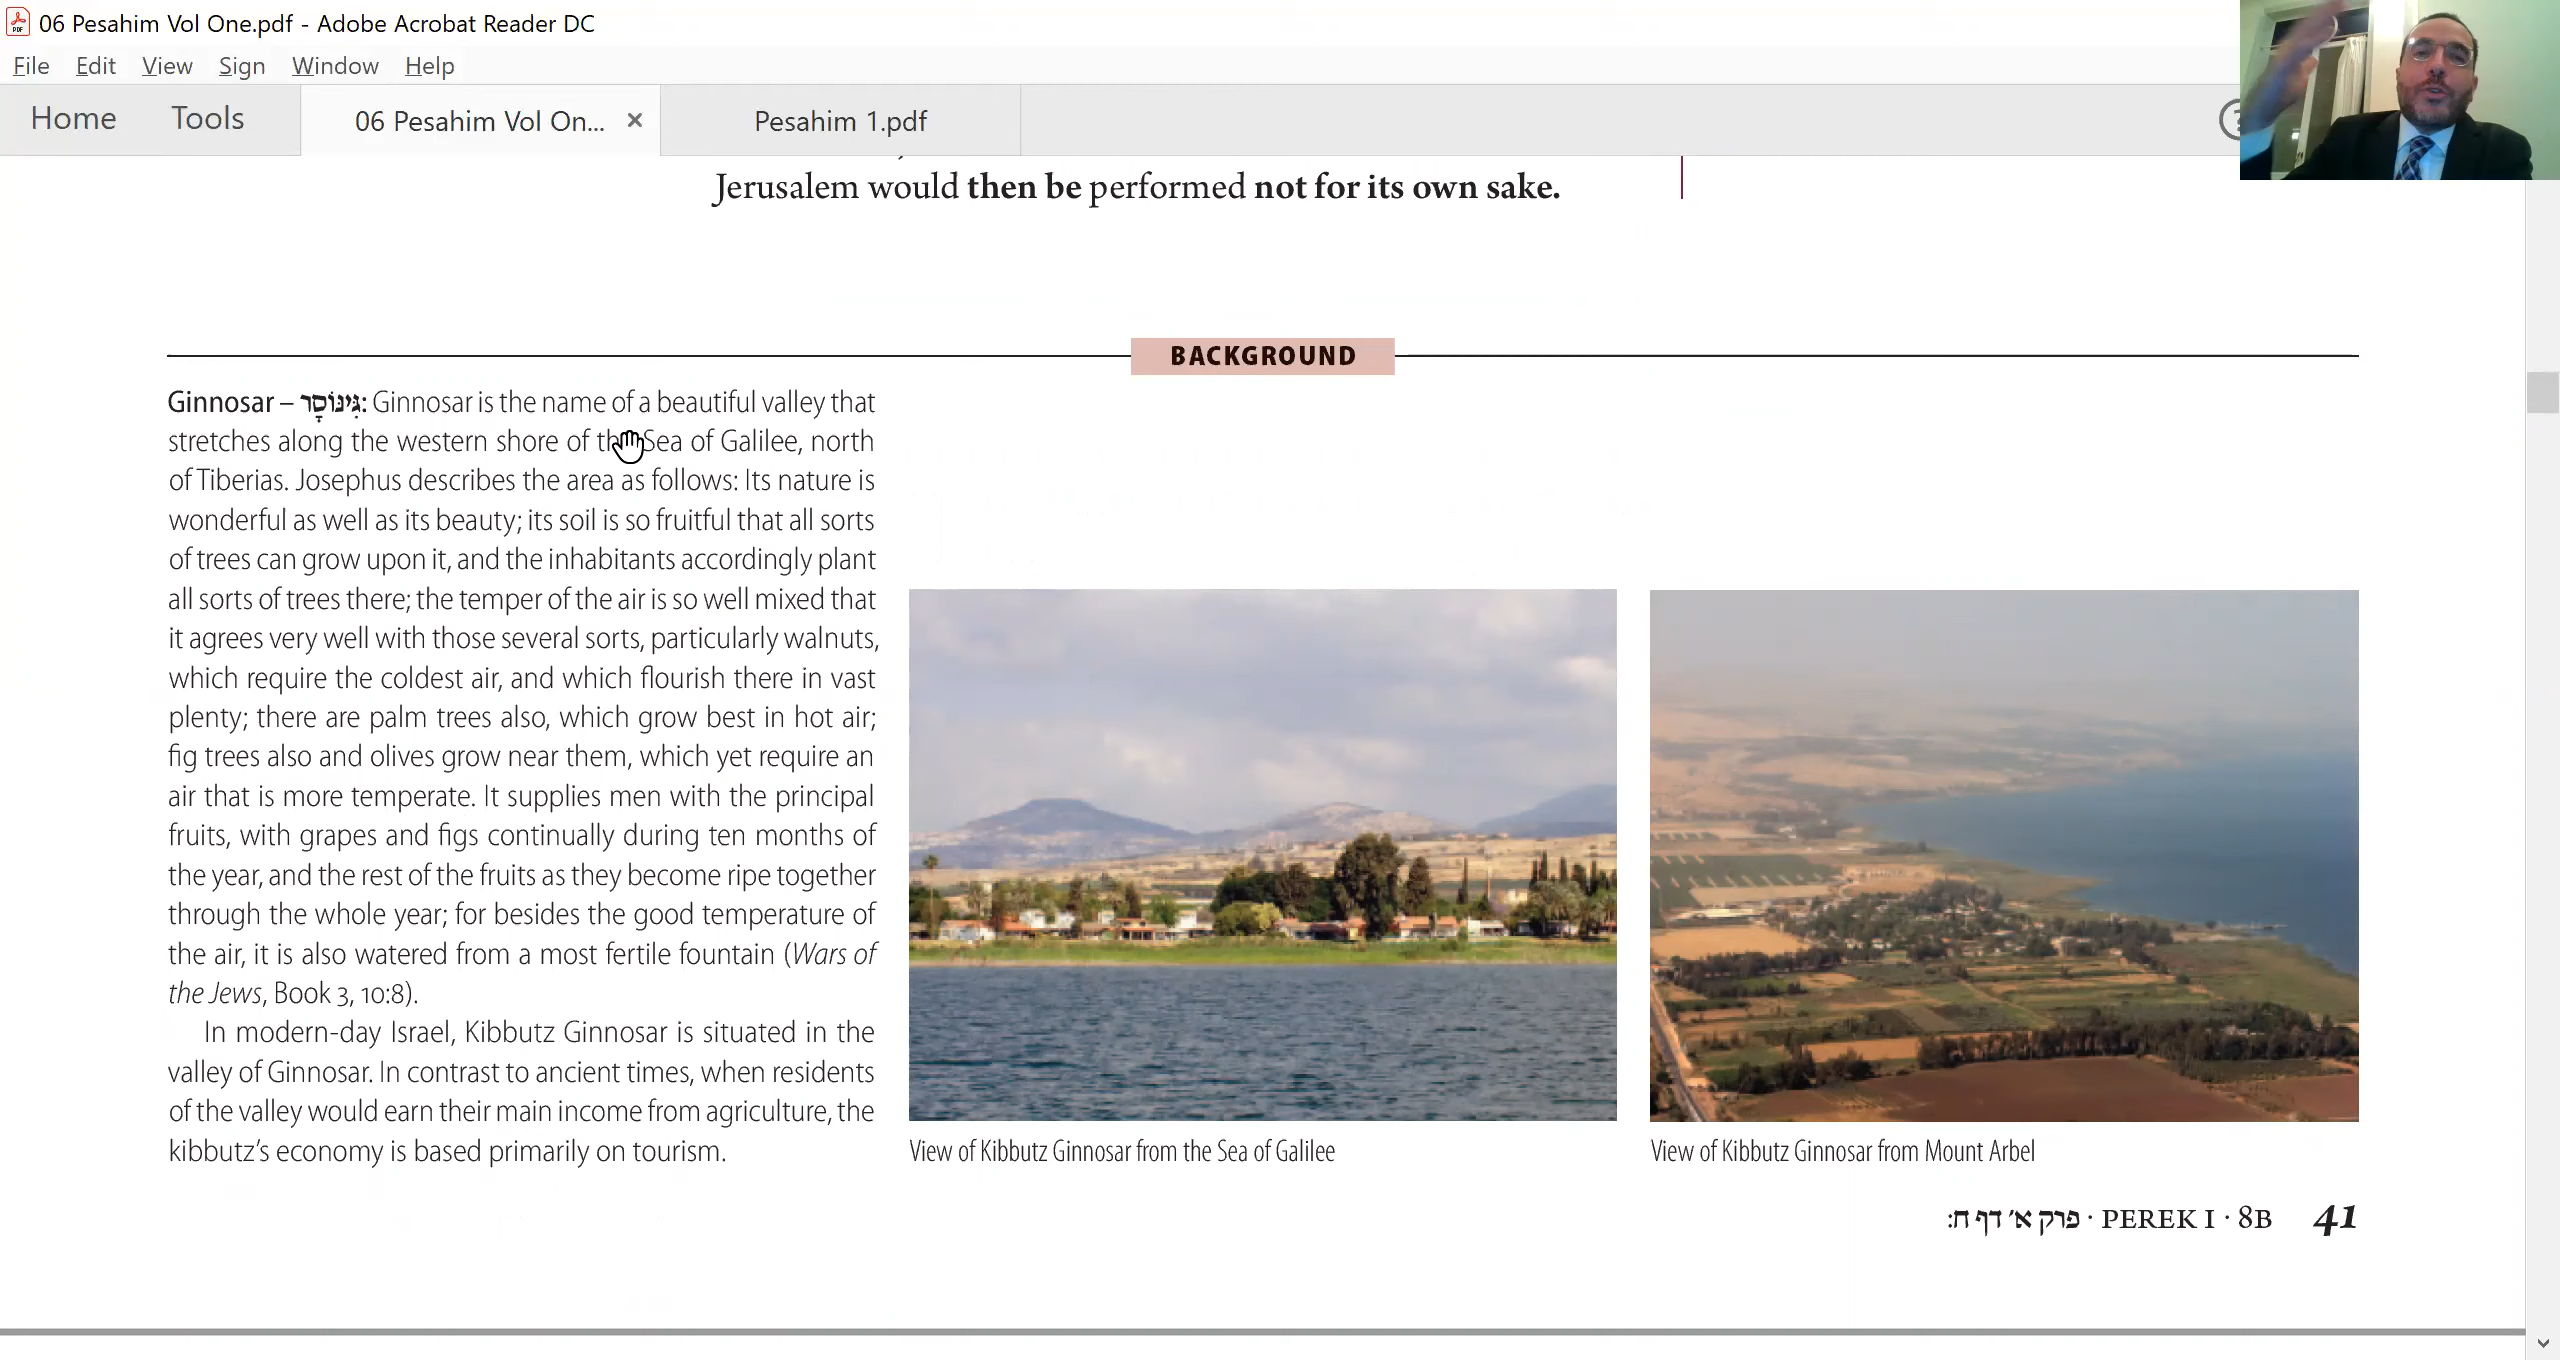 06 Pesahim Vol One.pdf - Adobe Acrobat Reader DC
File Edit View Sign Window Help
Home Tools 06 Pesahim Vol On... × Pesahim 1.pdf
Jerusalem would then be performed not for its own sake.
BACKGROUND
Ginnosar – גִּינּוֹסַר: Ginnosar is the name of a beautiful valley that
stretches along the western shore of the Sea of Galilee, north
of Tiberias. Josephus describes the area as follows: Its nature is
wonderful as well as its beauty; its soil is so fruitful that all sorts
of trees can grow upon it, and the inhabitants accordingly plant
all sorts of trees there; the temper of the air is so well mixed that
it agrees very well with those several sorts, particularly walnuts,
which require the coldest air, and which flourish there in vast
plenty; there are palm trees also, which grow best in hot air;
fig trees also and olives grow near them, which yet require an
air that is more temperate. It supplies men with the principal
fruits, with grapes and figs continually during ten months of
the year, and the rest of the fruits as they become ripe together
through the whole year; for besides the good temperature of
the air, it is also watered from a most fertile fountain (Wars of
the Jews, Book 3, 10:8).
In modern-day Israel, Kibbutz Ginnosar is situated in the
valley of Ginnosar. In contrast to ancient times, when residents
of the valley would earn their main income from agriculture, the
kibbutz's economy is based primarily on tourism.
View of Kibbutz Ginnosar from the Sea of Galilee
View of Kibbutz Ginnosar from Mount Arbel
פרק א׳ דף ח: · PEREK I · 8B 41